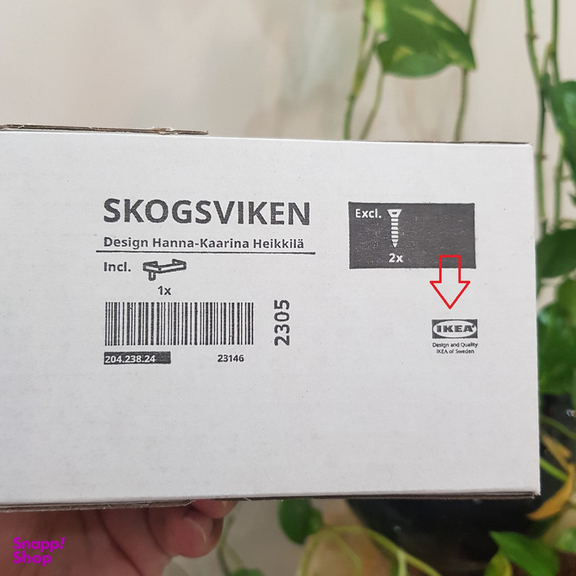 SKOGSVIKEN
Design Hanna-Kaarina Heikkilä
Incl.
1x
Excl.
2x
204.238.24
23146
2305
IKEA
Design and Quality
IKEA of Sweden
Snapp!
Shop